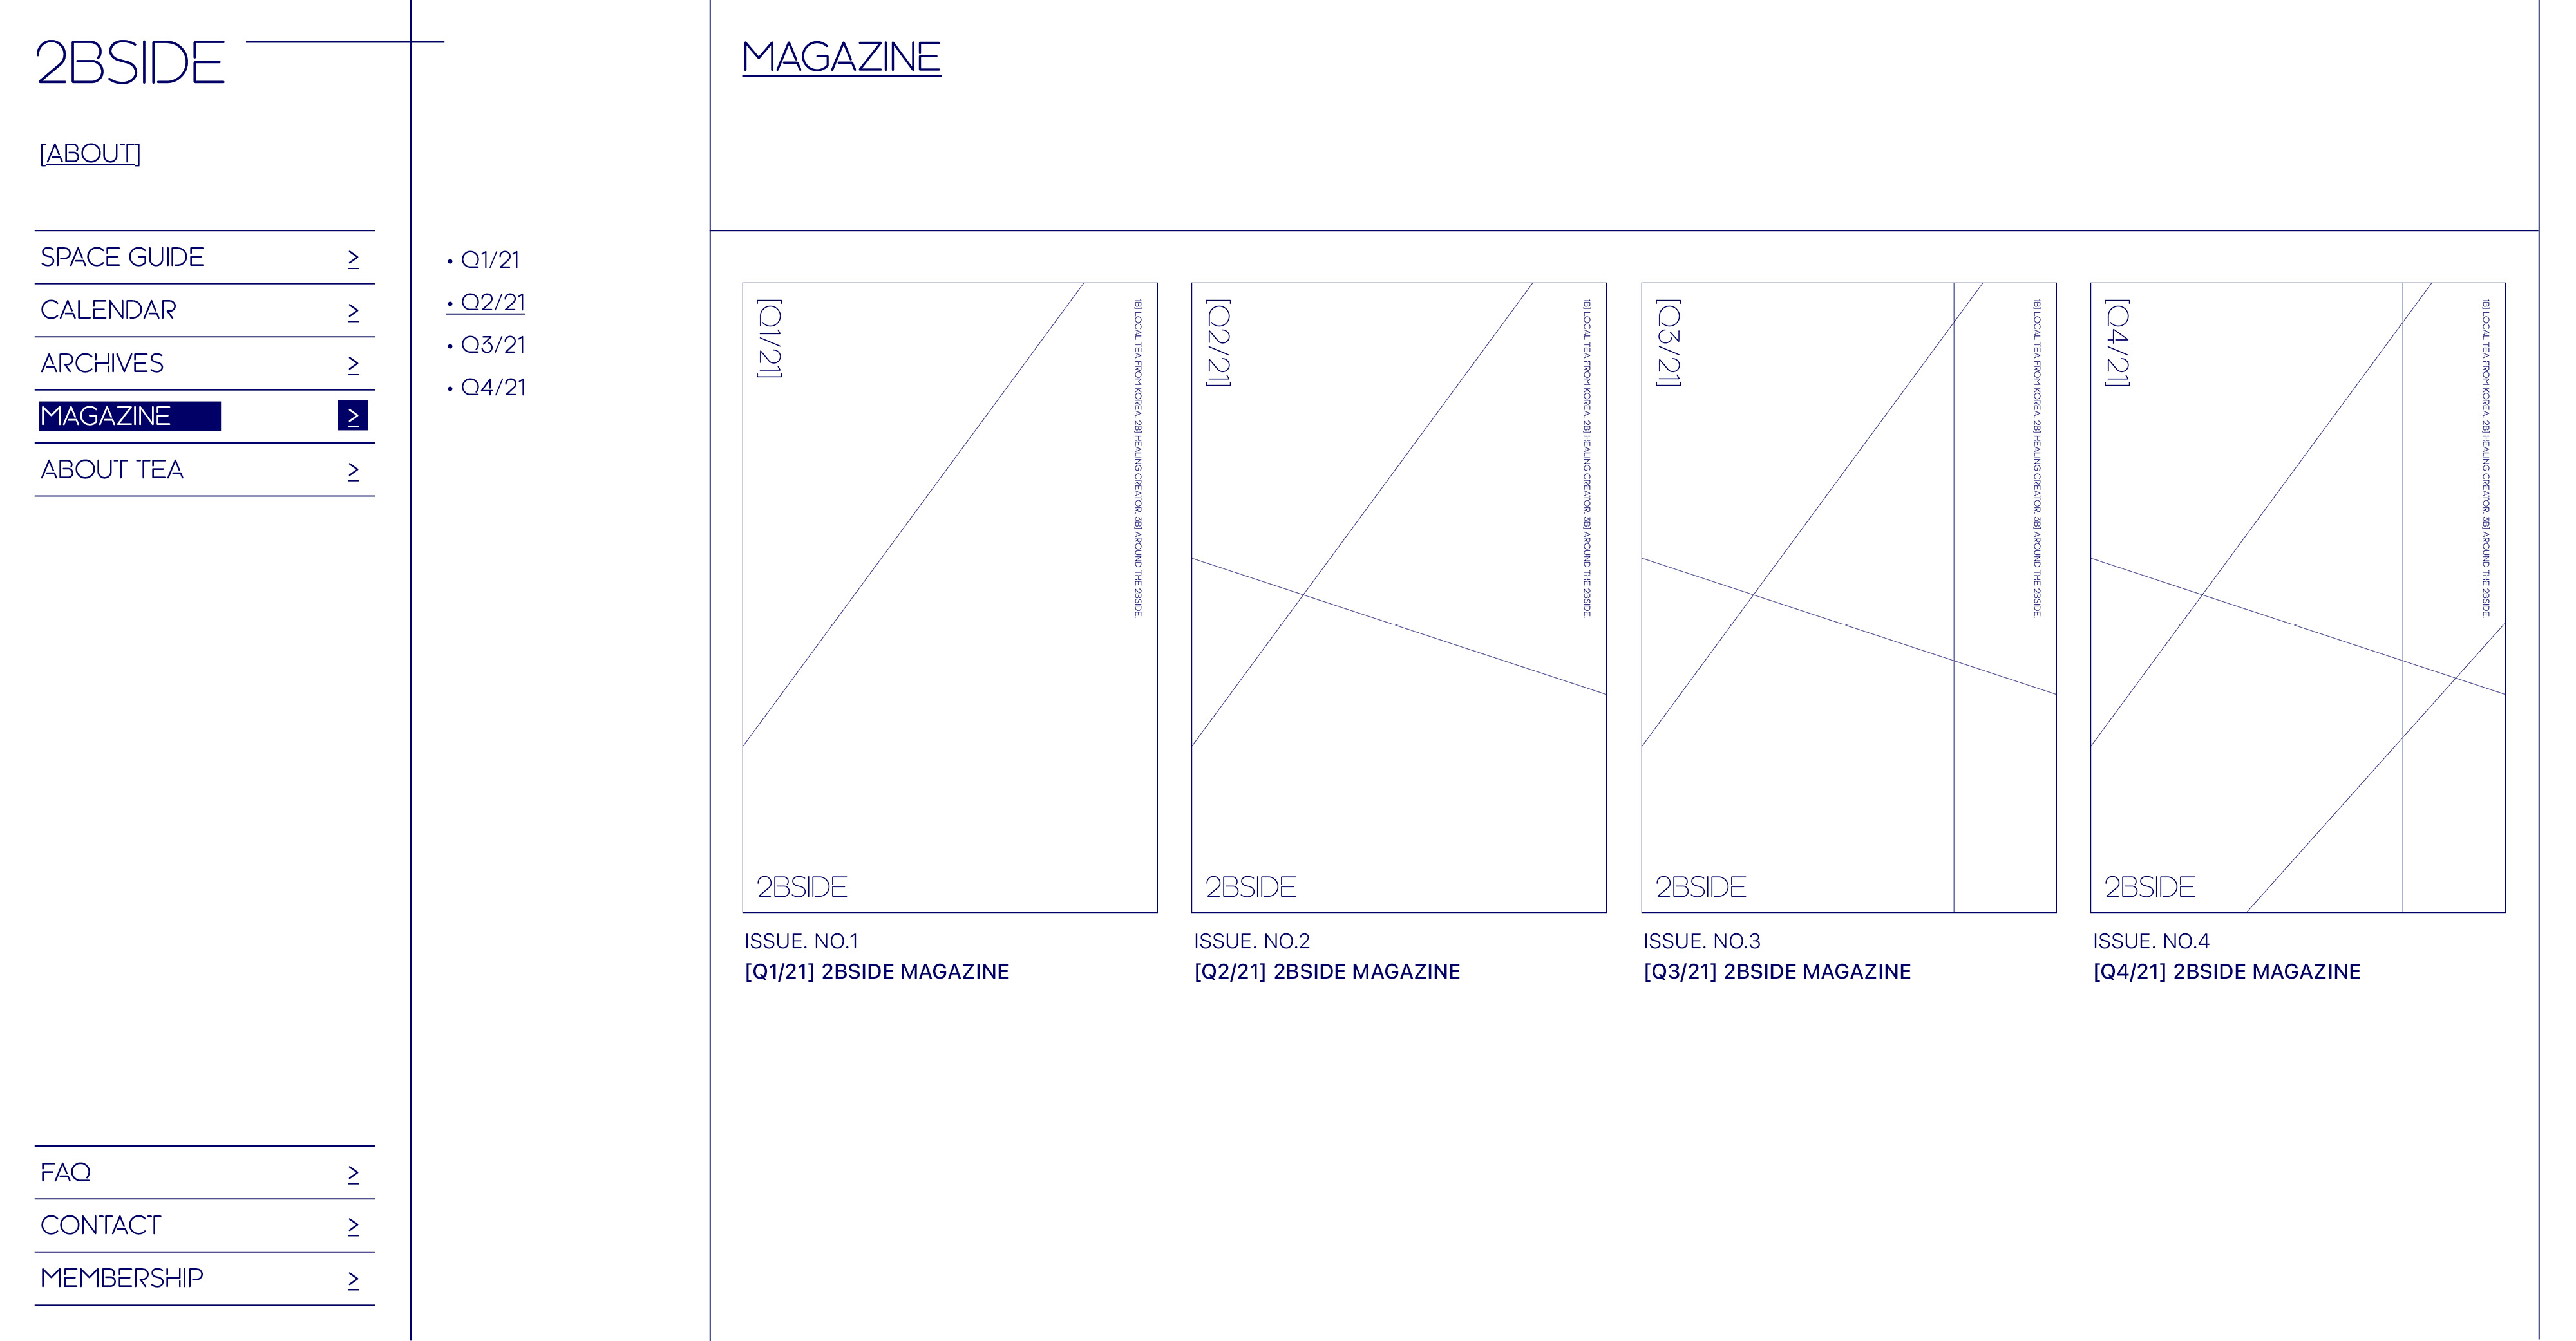 2BSIDE
[ABOUT]
SPACE GUIDE >
CALENDAR >
ARCHIVES >
MAGAZINE >
ABOUT TEA >
FAQ >
CONTACT >
MEMBERSHIP >
• Q1/21
• Q2/21
• Q3/21
• Q4/21
MAGAZINE
[Q1/21]
1B] LOCAL TEA FROM KOREA. 2B] HEALING CREATOR. 3B] AROUND THE 2BSIDE.
2BSIDE
ISSUE. NO.1
[Q1/21] 2BSIDE MAGAZINE
[Q2/21]
1B] LOCAL TEA FROM KOREA. 2B] HEALING CREATOR. 3B] AROUND THE 2BSIDE.
2BSIDE
ISSUE. NO.2
[Q2/21] 2BSIDE MAGAZINE
[Q3/21]
1B] LOCAL TEA FROM KOREA. 2B] HEALING CREATOR. 3B] AROUND THE 2BSIDE.
2BSIDE
ISSUE. NO.3
[Q3/21] 2BSIDE MAGAZINE
[Q4/21]
1B] LOCAL TEA FROM KOREA. 2B] HEALING CREATOR. 3B] AROUND THE 2BSIDE.
2BSIDE
ISSUE. NO.4
[Q4/21] 2BSIDE MAGAZINE